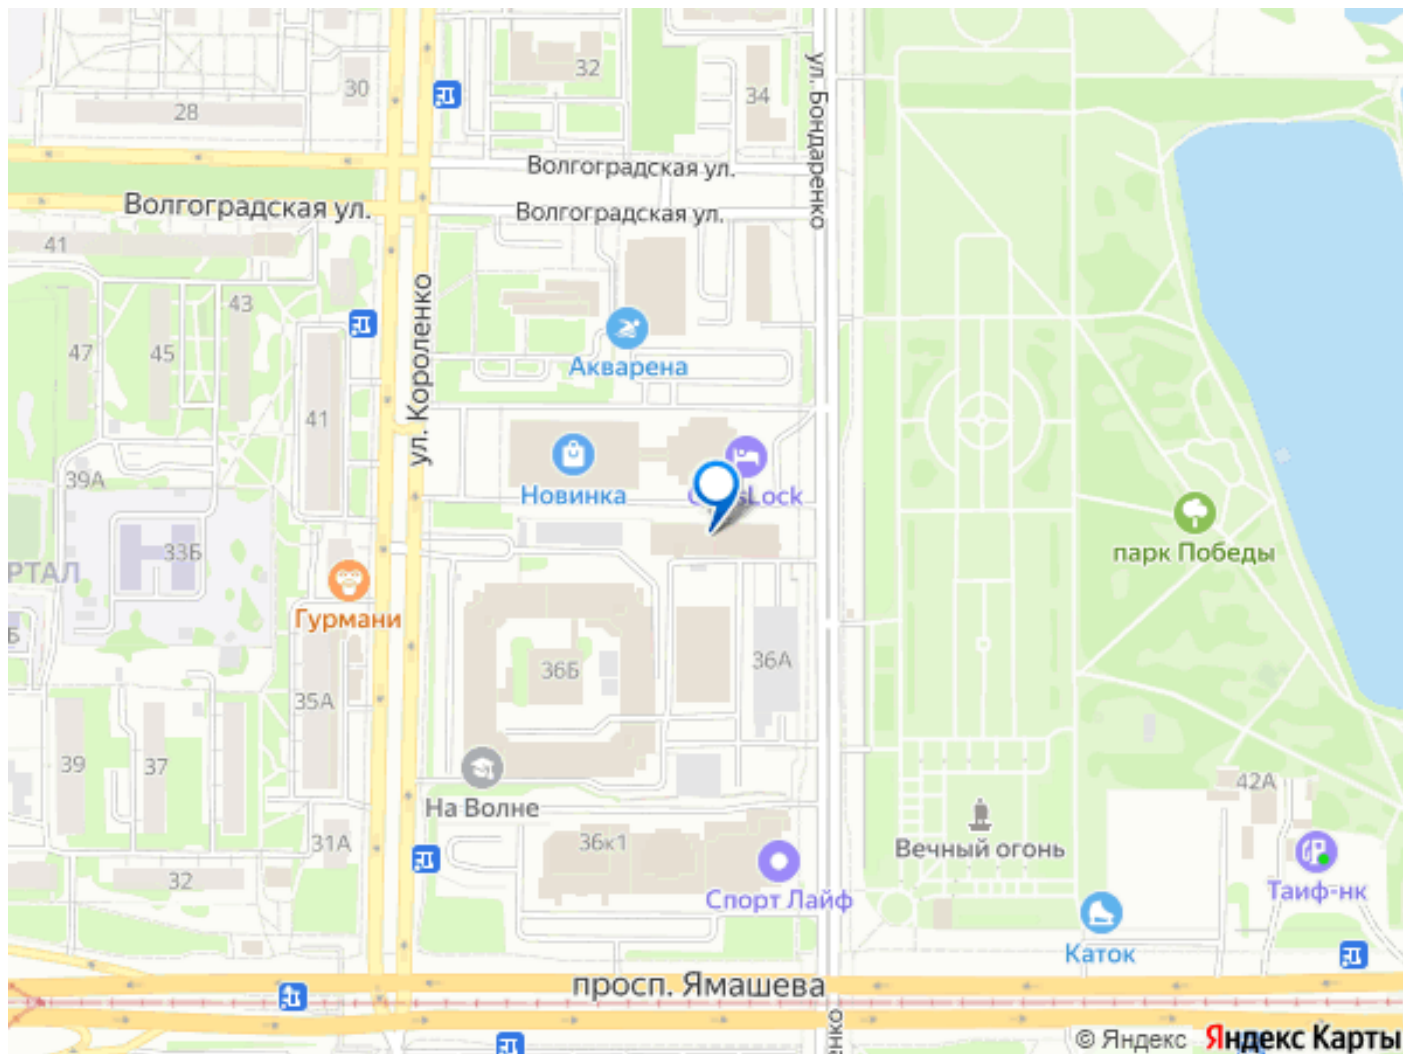 30
28
32
34
ул. Бондаренко
Волгоградская ул.
Волгоградская ул.
Волгоградская ул.
41
43
47
45
41
ул. Короленко
Акварена
39А
Новинка
парк Победы
33Б
РТАЛ
Гурмани
Б
36Б
36А
35А
39
37
На Волне
42А
31А
36к1
Вечный огонь
32
Спорт Лайф
Таиф-нк
Каток
просп. Ямашева
енко
© Яндекс Яндекс Карты